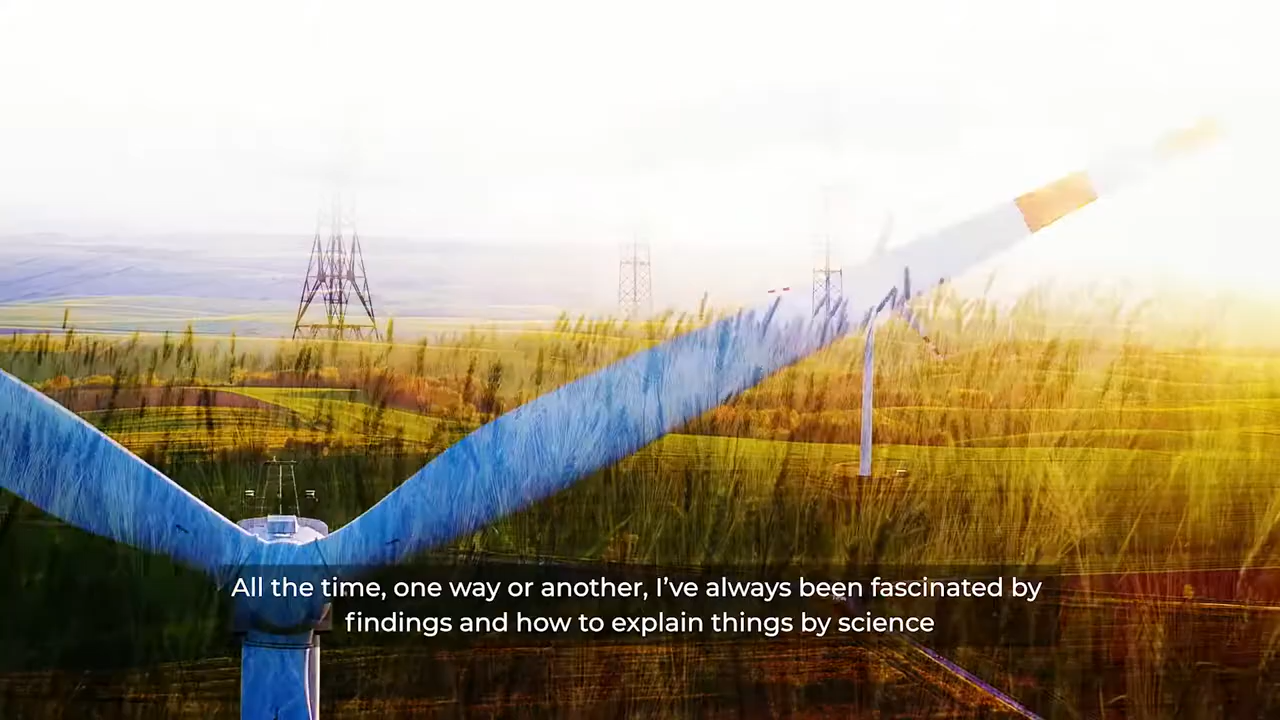 All the time, one way or another, I’ve always been fascinated by
findings and how to explain things by science